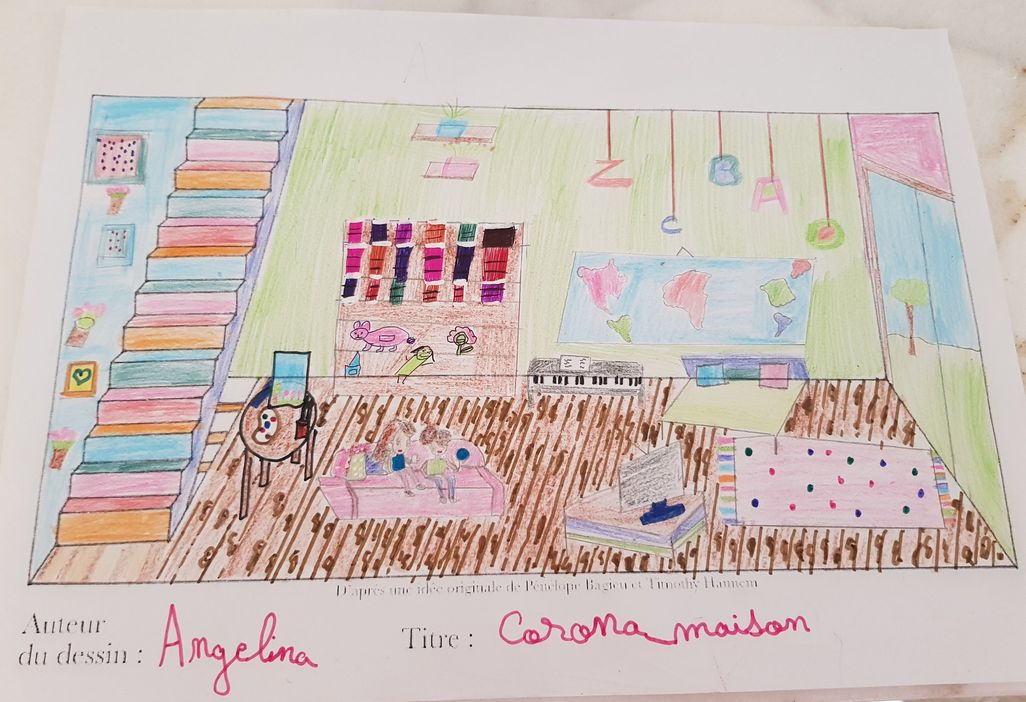 Z C B A O
D'après une idée originale de Pénélope Bagieu et Timothy Hannem
Auteur
du dessin : Angelina
Titre : Corona maison